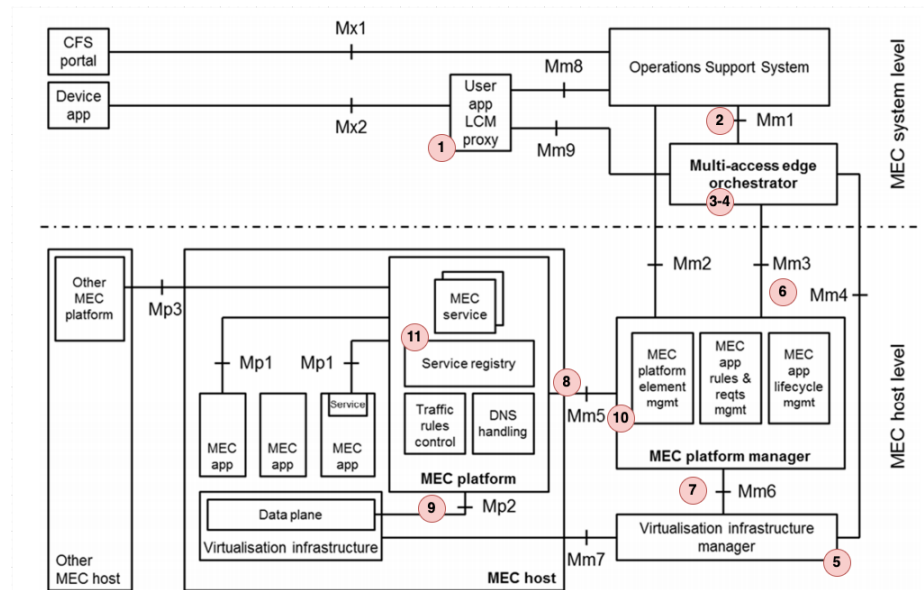 CFS
portal
Mx1
Operations Support System
MEC system level
Device
app
Mx2
User
app
LCM
proxy
1
Mm8
Mm9
2
Mm1
Multi-access edge
orchestrator
3-4
Other
MEC
platform
Mp3
MEC
service
Mm2
Mm3
6
Mm4
MEC host level
11
Service registry
Mp1
Mp1
Traffic
rules
control
DNS
handling
MEC platform
8
Mm5
MEC
platform
element
mgmt
MEC
app
rules &
reqts
mgmt
MEC
app
lifecycle
mgmt
10
MEC platform manager
MEC
app
MEC
app
Service
MEC
app
9
Mp2
7
Mm6
Data plane
Virtualisation infrastructure
Mm7
Virtualisation infrastructure
manager
5
Other
MEC host
MEC host